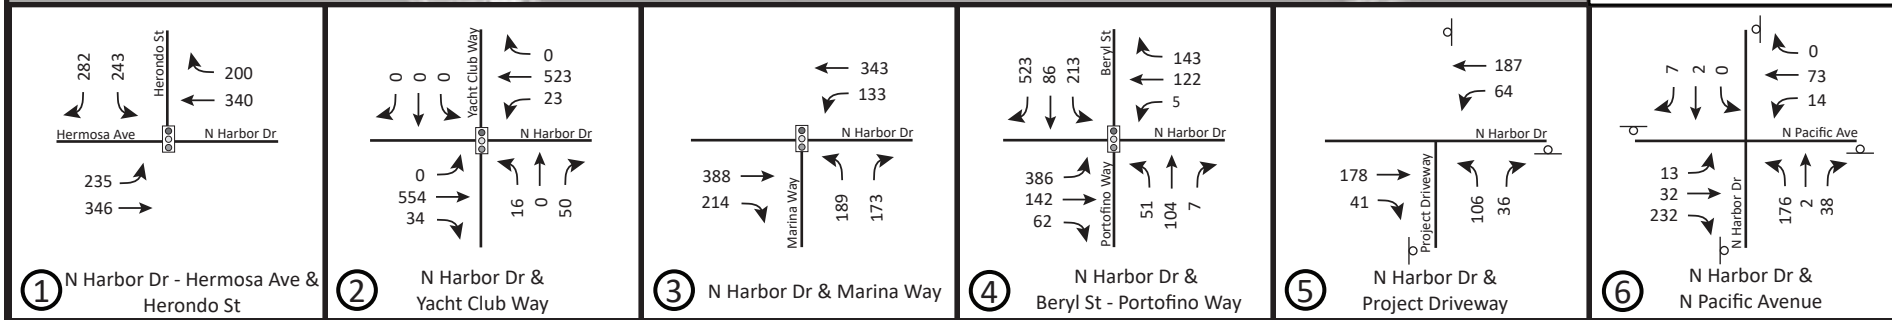 282
243
Herondo St
200
340
Hermosa Ave
N Harbor Dr
235
346
1
N Harbor Dr - Hermosa Ave &
Herondo St
0
0
0
Yacht Club Way
0
523
23
N Harbor Dr
0
554
34
16
0
50
2
N Harbor Dr &
Yacht Club Way
343
133
N Harbor Dr
388
214
Marina Way
189
173
3
N Harbor Dr & Marina Way
523
86
213
Beryl St
143
122
5
N Harbor Dr
386
142
62
Portofino Way
51
104
7
4
N Harbor Dr &
Beryl St - Portofino Way
187
64
N Harbor Dr
178
41
Project Driveway
106
36
5
N Harbor Dr &
Project Driveway
7
2
0
0
73
14
N Pacific Ave
13
32
232
N Harbor Dr
176
2
38
6
N Harbor Dr &
N Pacific Avenue